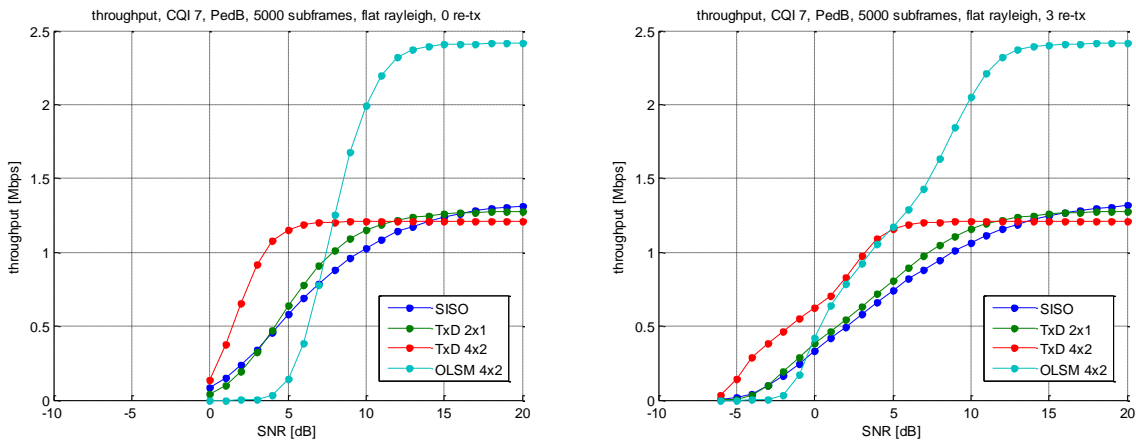 throughput, CQI 7, PedB, 5000 subframes, flat rayleigh, 0 re-tx
2.5
2
1.5
1
0.5
0
-10
-5
0
5
10
15
20
throughput [Mbps]
SNR [dB]
SISO
TxD 2x1
TxD 4x2
OLSM 4x2
throughput, CQI 7, PedB, 5000 subframes, flat rayleigh, 3 re-tx
2.5
2
1.5
1
0.5
0
-10
-5
0
5
10
15
20
throughput [Mbps]
SNR [dB]
SISO
TxD 2x1
TxD 4x2
OLSM 4x2